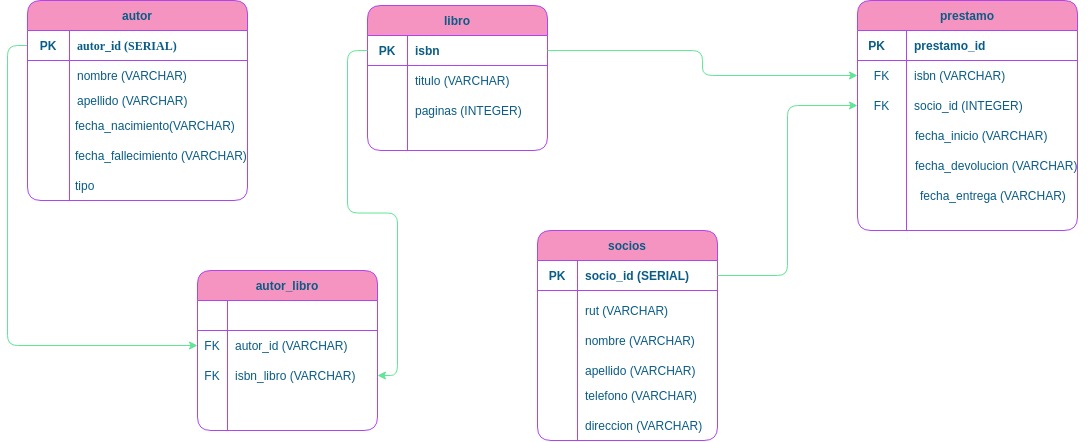 autor
PK autor_id (SERIAL)
nombre (VARCHAR)
apellido (VARCHAR)
fecha_nacimiento(VARCHAR)
fecha_fallecimiento (VARCHAR)
tipo
libro
PK isbn
titulo (VARCHAR)
paginas (INTEGER)
prestamo
PK prestamo_id
FK isbn (VARCHAR)
FK socio_id (INTEGER)
fecha_inicio (VARCHAR)
fecha_devolucion (VARCHAR)
fecha_entrega (VARCHAR)
autor_libro
FK autor_id (VARCHAR)
FK isbn_libro (VARCHAR)
socios
PK socio_id (SERIAL)
rut (VARCHAR)
nombre (VARCHAR)
apellido (VARCHAR)
telefono (VARCHAR)
direccion (VARCHAR)